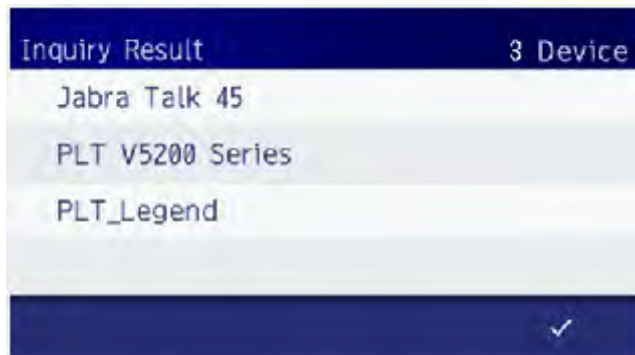 Inquiry Result 3 Device
Jabra Talk 45
PLT V5200 Series
PLT_Legend